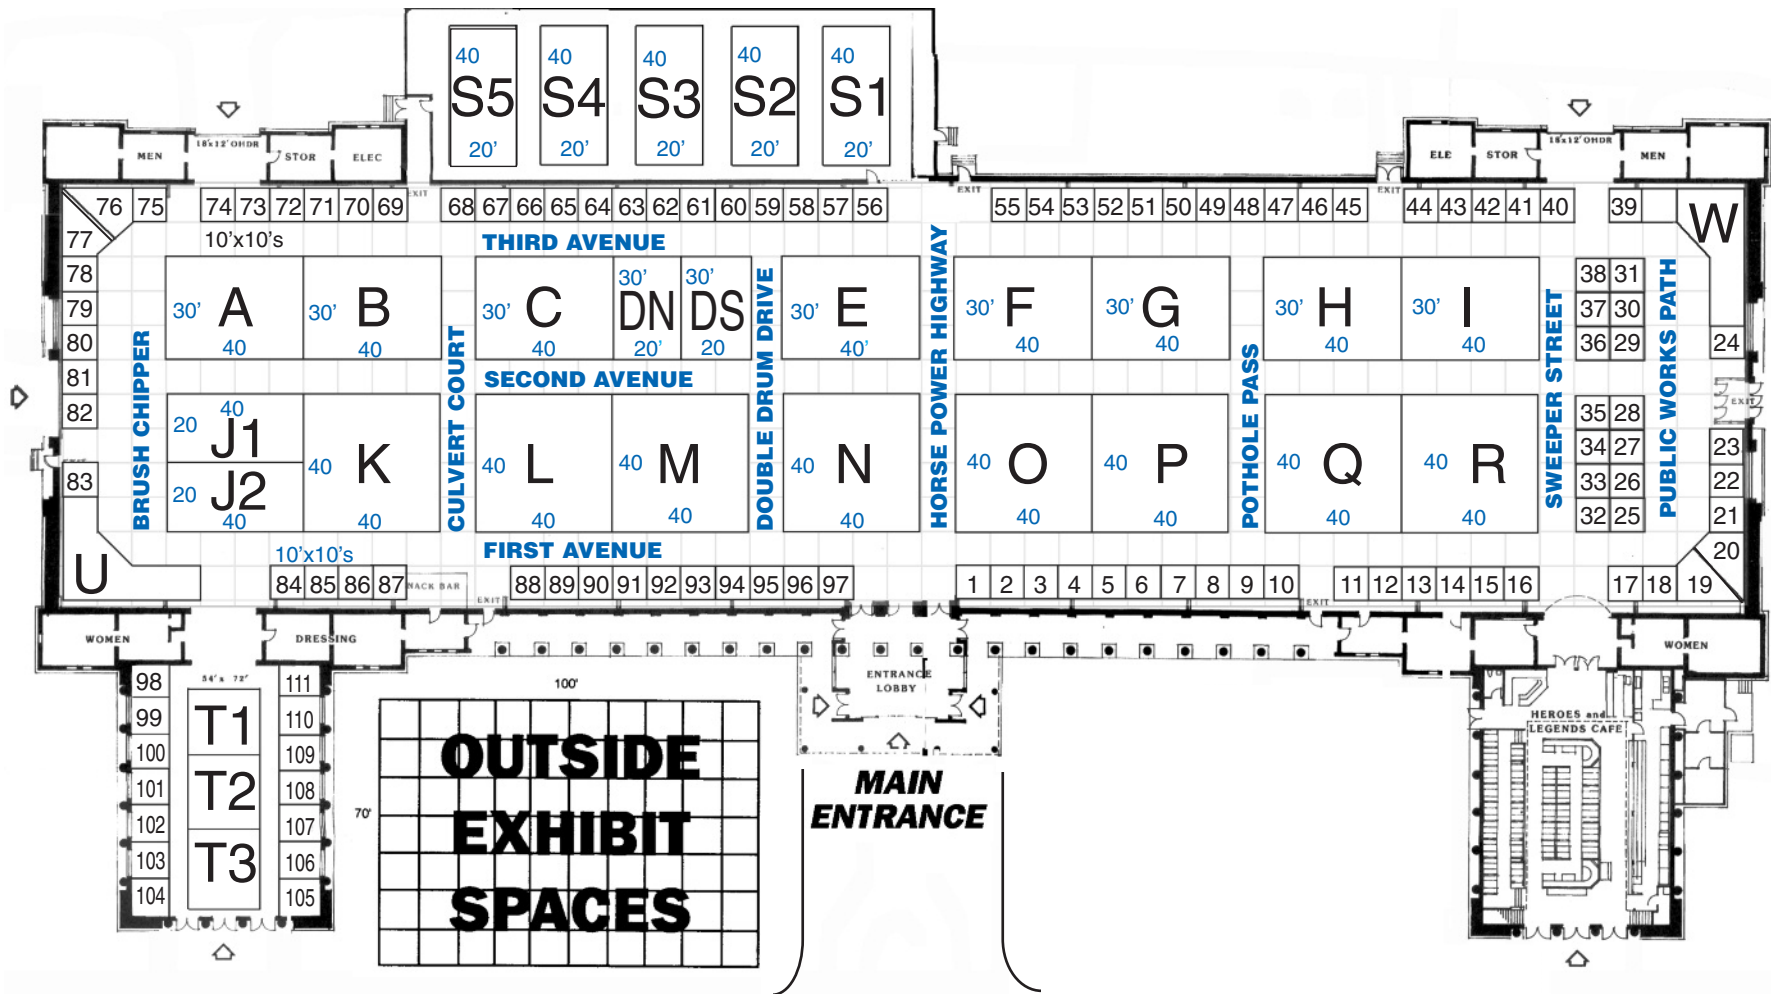 40 40 40 40 40
S5 S4 S3 S2 S1
20' 20' 20' 20' 20'
18'x12' OHDR
MEN STOR ELEC
18'x12' OHDR
ELE STOR MEN
EXIT EXIT EXIT
76 75 74 73 72 71 70 69 68 67 66 65 64 63 62 61 60 59 58 57 56 55 54 53 52 51 50 49 48 47 46 45 44 43 42 41 40 39
W
77
10'x10's
THIRD AVENUE
78
79
80
81
82
83
U
30' A 40
30' B 40
30' C 40
30' DN 20'
30' DS 20
30' E 40'
30' F 40
30' G 40
30' H 40
30' I 40
38 31
37 30
36 29
24
SECOND AVENUE
BRUSH CHIPPER
CULVERT COURT
DOUBLE DRUM DRIVE
HORSE POWER HIGHWAY
POTHOLE PASS
SWEEPER STREET
PUBLIC WORKS PATH
EXIT
40
20 J1
20 J2
40
40 K 40
40 L 40
40 M 40
40 N 40
40 O 40
40 P 40
40 Q 40
40 R 40
35 28
34 27
33 26
32 25
23
22
21
20
10'x10's
FIRST AVENUE
84 85 86 87
NACK BAR
EXIT
88 89 90 91 92 93 94 95 96 97
1 2 3 4 5 6 7 8 9 10
EXIT
11 12 13 14 15 16
17 18 19
WOMEN DRESSING
WOMEN
54' x 72'
98 111
99 110
100 109
101 108
102 107
103 106
104 105
T1
T2
T3
100'
70'
OUTSIDE
EXHIBIT
SPACES
ENTRANCE
LOBBY
MAIN
ENTRANCE
HEROES and
LEGENDS CAFE